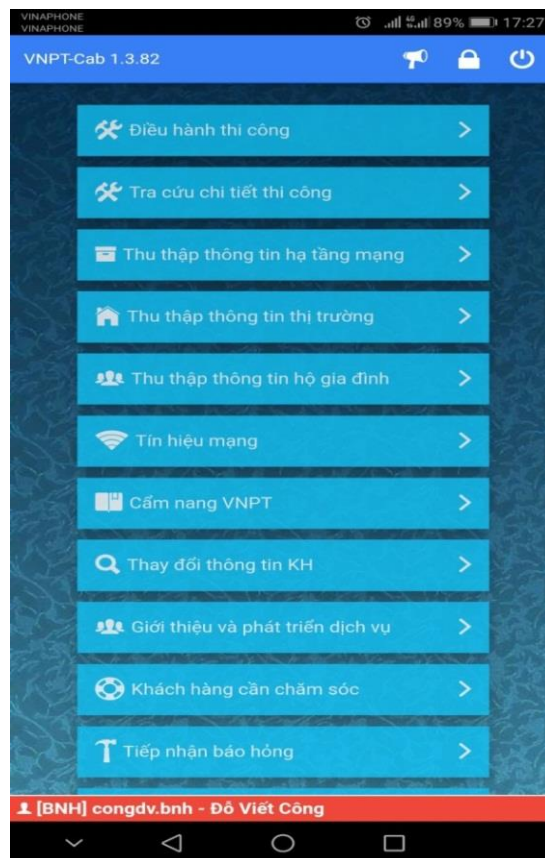 VINAPHONE
VINAPHONE
89% 17:27
VNPT-Cab 1.3.82
Điều hành thi công
Tra cứu chi tiết thi công
Thu thập thông tin hạ tầng mạng
Thu thập thông tin thị trường
Thu thập thông tin hộ gia đình
Tín hiệu mạng
Cẩm nang VNPT
Thay đổi thông tin KH
Giới thiệu và phát triển dịch vụ
Khách hàng cần chăm sóc
Tiếp nhận báo hỏng
[BNH] congdv.bnh - Đỗ Viết Công